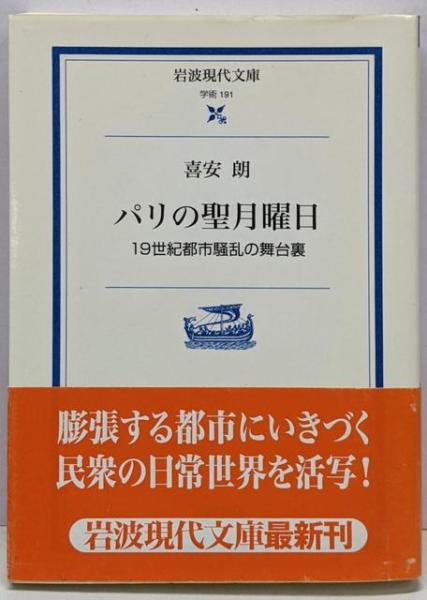 岩波現代文庫
学術 191
喜安 朗
パリの聖月曜日
19世紀都市騒乱の舞台裏
膨張する都市にいきづく
民衆の日常世界を活写!
岩波現代文庫最新刊